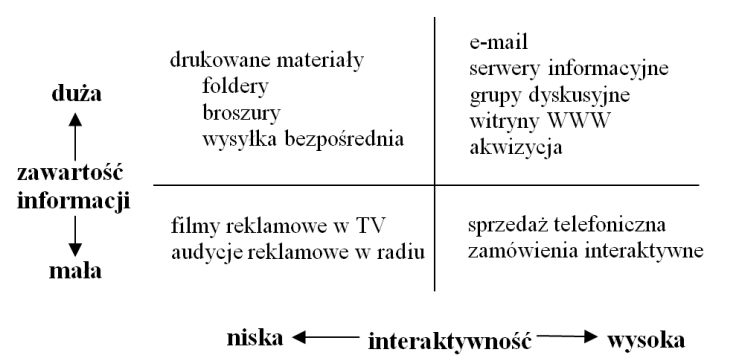 drukowane materiały
foldery
broszury
wysyłka bezpośrednia
e-mail
serwery informacyjne
grupy dyskusyjne
witryny WWW
akwizycja
duża
zawartość
informacji
mała
filmy reklamowe w TV
audycje reklamowe w radiu
sprzedaż telefoniczna
zamówienia interaktywne
niska
interaktywność
wysoka